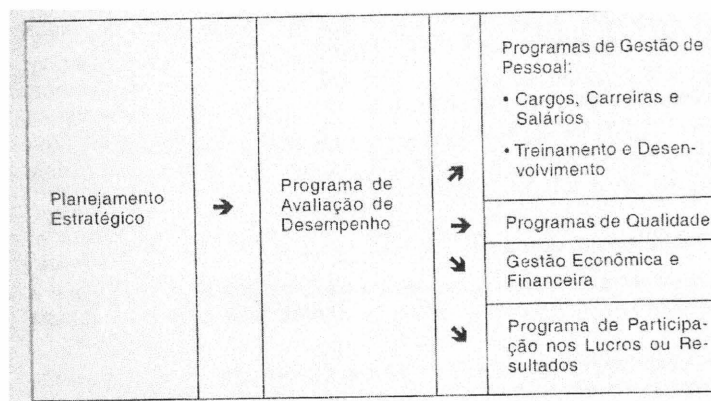 Planejamento
Estratégico
→
Programa de
Avaliação de
Desempenho
↗
→
↘
↘
Programas de Gestão de
Pessoal:
• Cargos, Carreiras e
Salários
• Treinamento e Desen-
volvimento
Programas de Qualidade
Gestão Econômica e
Financeira
Programa de Participa-
ção nos Lucros ou Re-
sultados